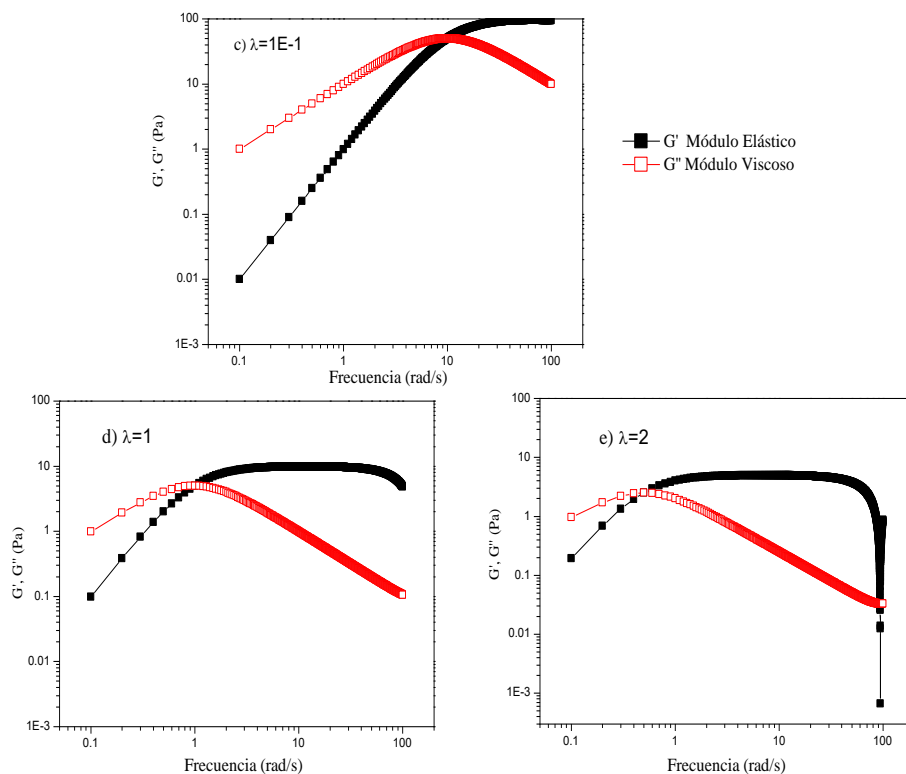 c) λ=1E-1
100
10
1
0.1
0.01
1E-3
G', G'' (Pa)
0.1
1
10
100
Frecuencia (rad/s)
G' Módulo Elástico
G'' Módulo Viscoso
d) λ=1
100
10
1
0.1
0.01
1E-3
G', G'' (Pa)
0.1
1
10
100
Frecuencia (rad/s)
e) λ=2
100
10
1
0.1
0.01
1E-3
G', G'' (Pa)
0.1
1
10
100
Frecuencia (rad/s)